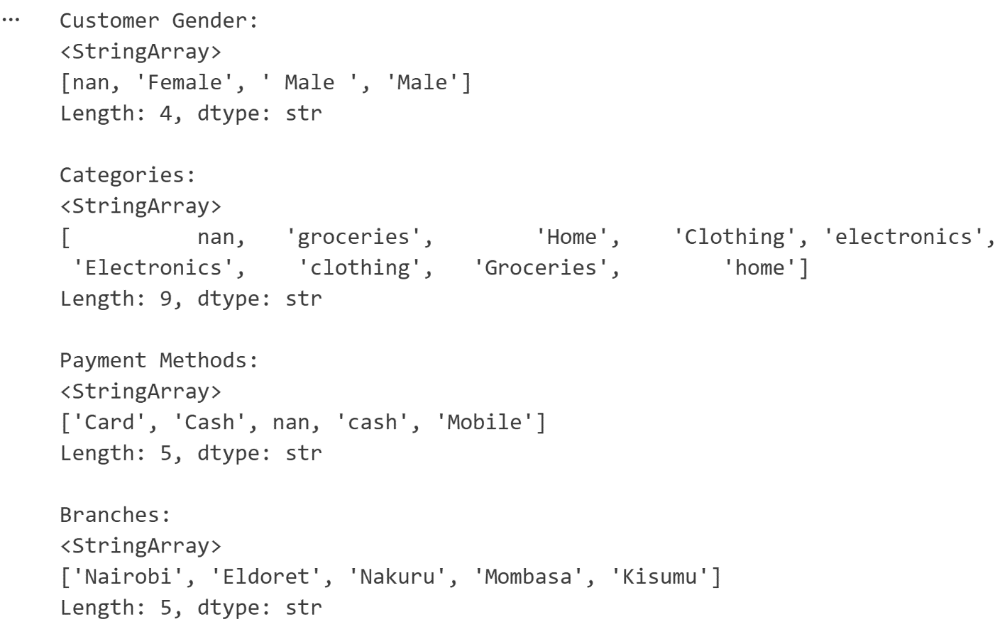 ... Customer Gender:
<StringArray>
[nan, 'Female', ' Male ', 'Male']
Length: 4, dtype: str

Categories:
<StringArray>
[          nan,   'groceries',        'Home',    'Clothing', 'electronics',
 'Electronics',    'clothing',   'Groceries',        'home']
Length: 9, dtype: str

Payment Methods:
<StringArray>
['Card', 'Cash', nan, 'cash', 'Mobile']
Length: 5, dtype: str

Branches:
<StringArray>
['Nairobi', 'Eldoret', 'Nakuru', 'Mombasa', 'Kisumu']
Length: 5, dtype: str